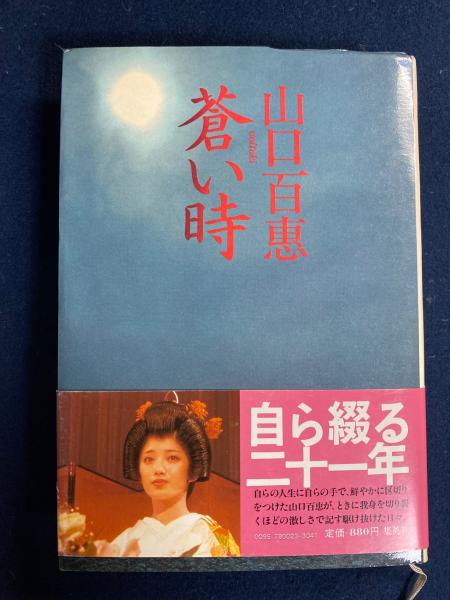 山口百惠
蒼い時
自ら綴る
二十一年
自らの人生に自らの手で、鮮やかに区切り
をつけた山口百恵が、ときに我身を切り裂
くほどの激しさで記す駆け抜けた日々。
0095-780023-3041 定価・880円 集英社